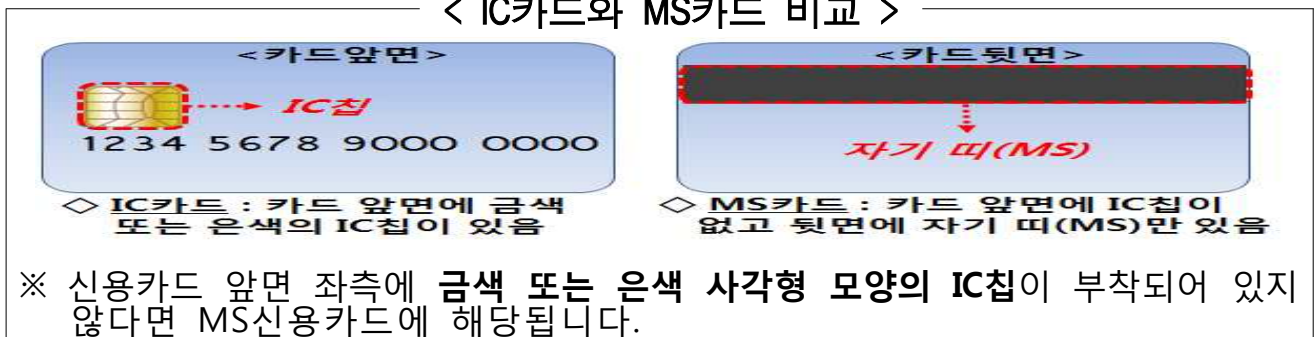 < IC카드와 MS카드 비교 >
<카드앞면>
IC칩
1234 5678 9000 0000
◇ IC카드 : 카드 앞면에 금색
또는 은색의 IC칩이 있음
<카드뒷면>
자기 띠(MS)
◇ MS카드 : 카드 앞면에 IC칩이
없고 뒷면에 자기 띠(MS)만 있음
※ 신용카드 앞면 좌측에 금색 또는 은색 사각형 모양의 IC칩이 부착되어 있지
않다면 MS신용카드에 해당됩니다.